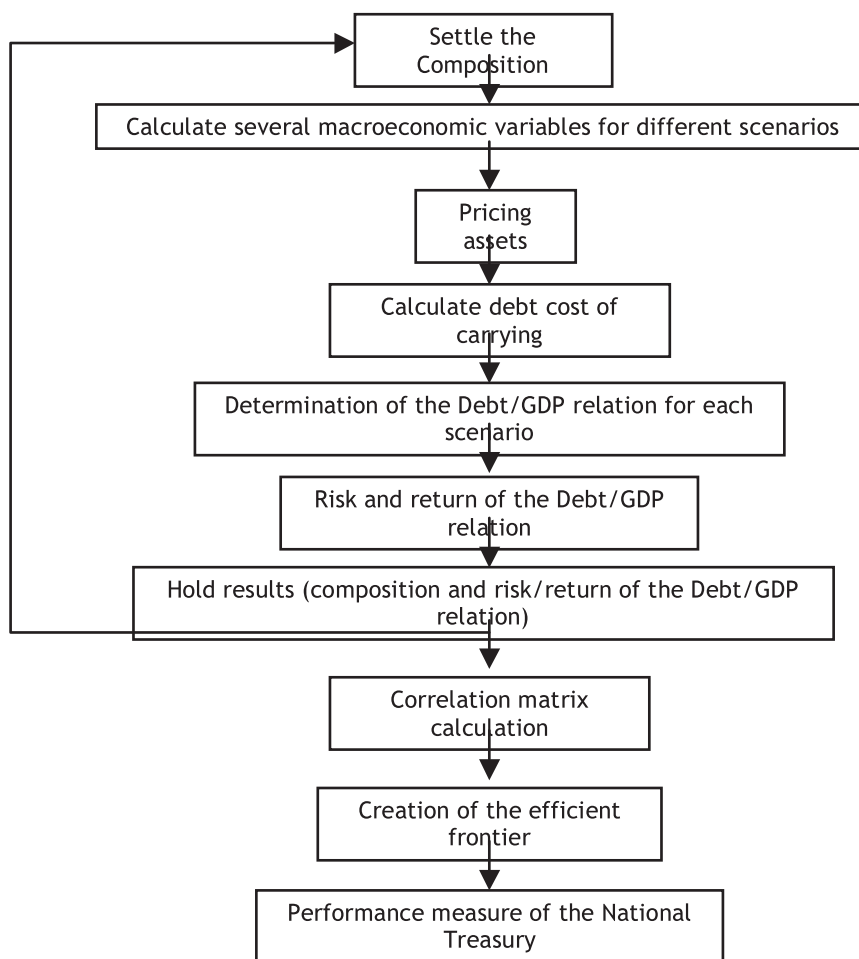 Settle the
Composition
Calculate several macroeconomic variables for different scenarios
Pricing
assets
Calculate debt cost of
carrying
Determination of the Debt/GDP relation for each
scenario
Risk and return of the Debt/GDP
relation
Hold results (composition and risk/return of the Debt/GDP
relation)
Correlation matrix
calculation
Creation of the efficient
frontier
Performance measure of the National
Treasury